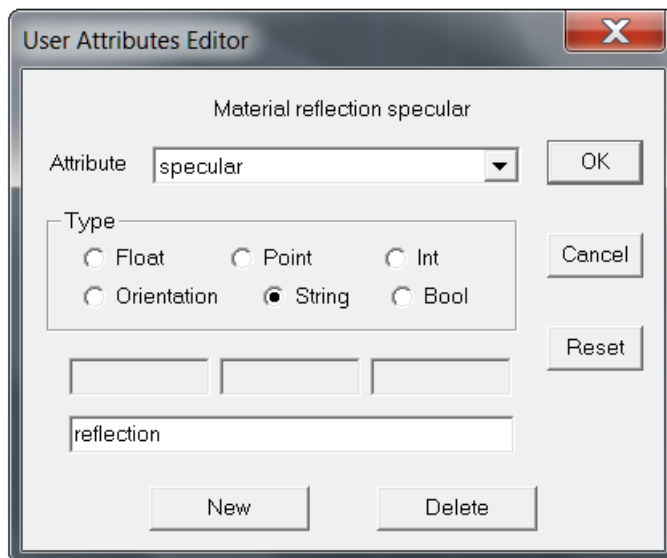 User Attributes Editor
Material reflection specular
Attribute specular OK
Type
Float Point Int
Cancel
Orientation String Bool
Reset
reflection
New Delete